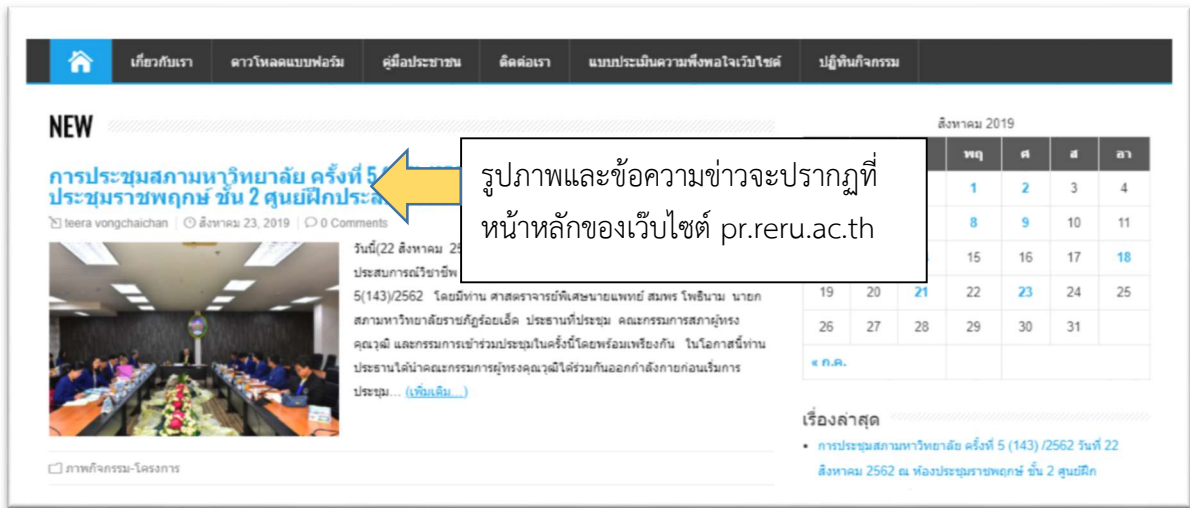 เกี่ยวกับเรา ดาวโหลดแบบฟอร์ม คู่มือประชาชน ติดต่อเรา แบบประเมินความพึงพอใจเว็บไซต์ ปฏิทินกิจกรรม
NEW
การประชุมสภามหาวิทยาลัย ครั้งที่ 5
ประชุมราชพฤกษ์ ชั้น 2 ศูนย์ฝึกประส
teera vongchaichan สิงหาคม 23, 2019 0 Comments
วันนี้(22 สิงหาคม 25
ประสบการณ์วิชาชีพ
5(143)/2562 โดยมีท่าน ศาสตราจารย์พิเศษนายแพทย์ สมพร โพธินาม นายก
สภามหาวิทยาลัยราชภัฏร้อยเอ็ด ประธานที่ประชุม คณะกรรมการสภาผู้ทรง
คุณวุฒิ และกรรมการเข้าร่วมประชุมในครั้งนี้โดยพร้อมเพรียงกัน ในโอกาสนี้ท่าน
ประธานได้นำคณะกรรมการผู้ทรงคุณวุฒิได้ร่วมกันออกกำลังกายก่อนเริ่มการ
ประชุม… (เพิ่มเติม…)
ภาพกิจกรรม-โครงการ
รูปภาพและข้อความข่าวจะปรากฏที่
หน้าหลักของเว็บไซต์ pr.reru.ac.th
สิงหาคม 2019
พฤ ศ ส อา
1 2 3 4
8 9 10 11
15 16 17 18
19 20 21 22 23 24 25
26 27 28 29 30 31
« ก.ค.
เรื่องล่าสุด
การประชุมสภามหาวิทยาลัย ครั้งที่ 5 (143) /2562 วันที่ 22
สิงหาคม 2562 ณ ห้องประชุมราชพฤกษ์ ชั้น 2 ศูนย์ฝึก